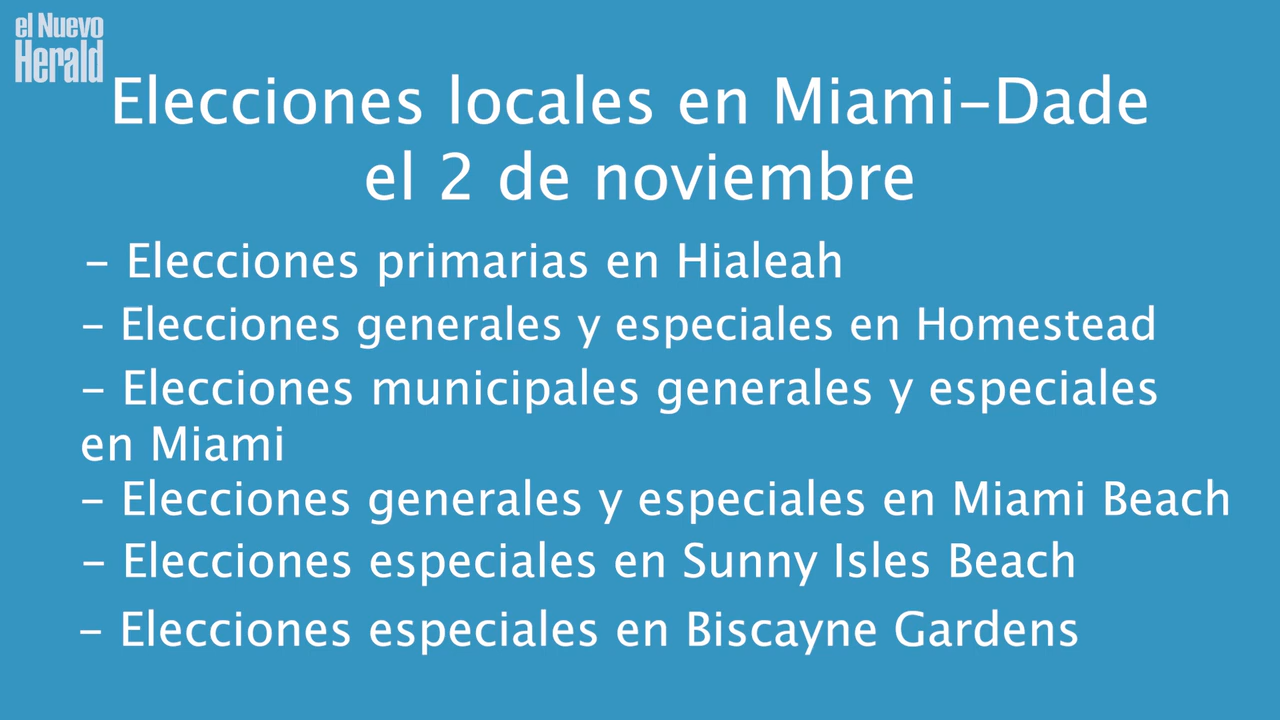 el Nuevo
Herald
Elecciones locales en Miami-Dade
el 2 de noviembre
- Elecciones primarias en Hialeah
- Elecciones generales y especiales en Homestead
- Elecciones municipales generales y especiales
en Miami
- Elecciones generales y especiales en Miami Beach
- Elecciones especiales en Sunny Isles Beach
- Elecciones especiales en Biscayne Gardens